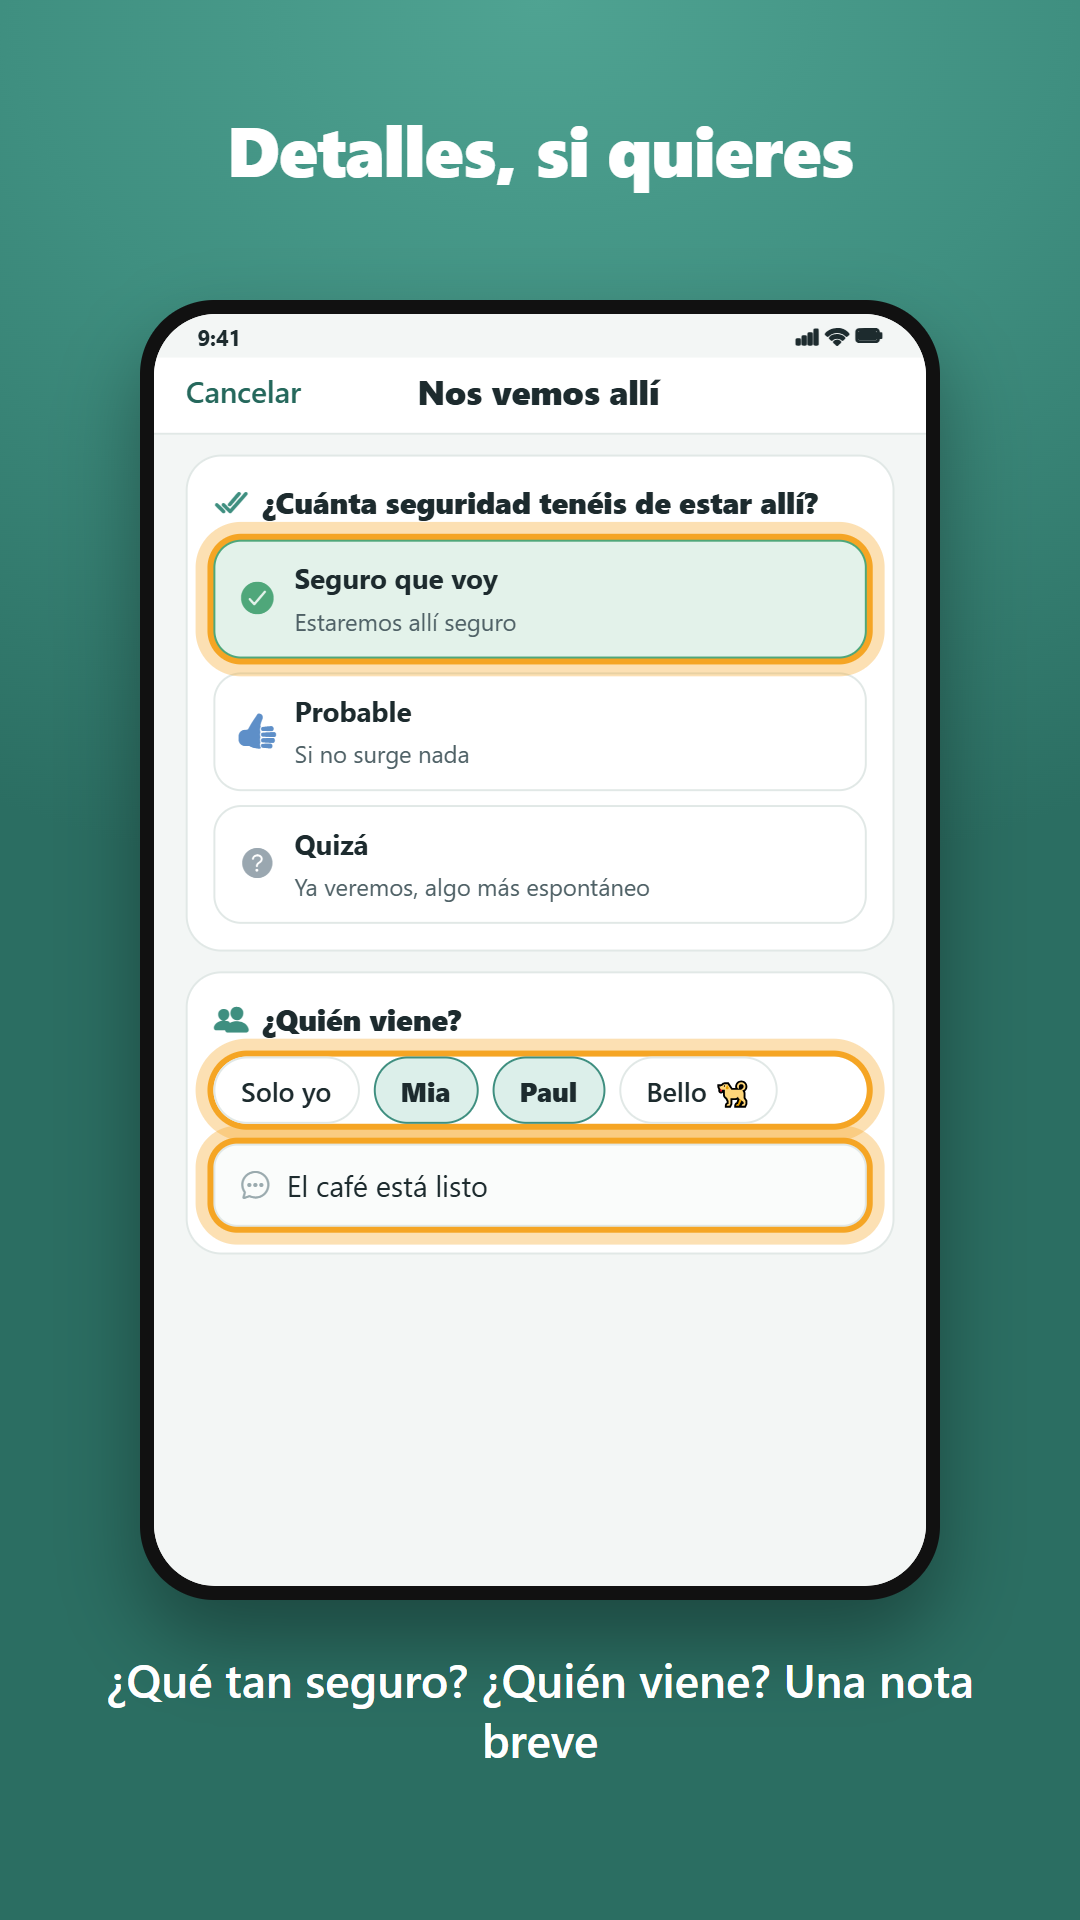 Detalles, si quieres
9:41
Cancelar
Nos vemos allí
¿Cuánta seguridad tenéis de estar allí?
Seguro que voy
Estaremos allí seguro
Probable
Si no surge nada
Quizá
Ya veremos, algo más espontáneo
¿Quién viene?
Solo yo
Mia
Paul
Bello 🐕
El café está listo
¿Qué tan seguro? ¿Quién viene? Una nota
breve